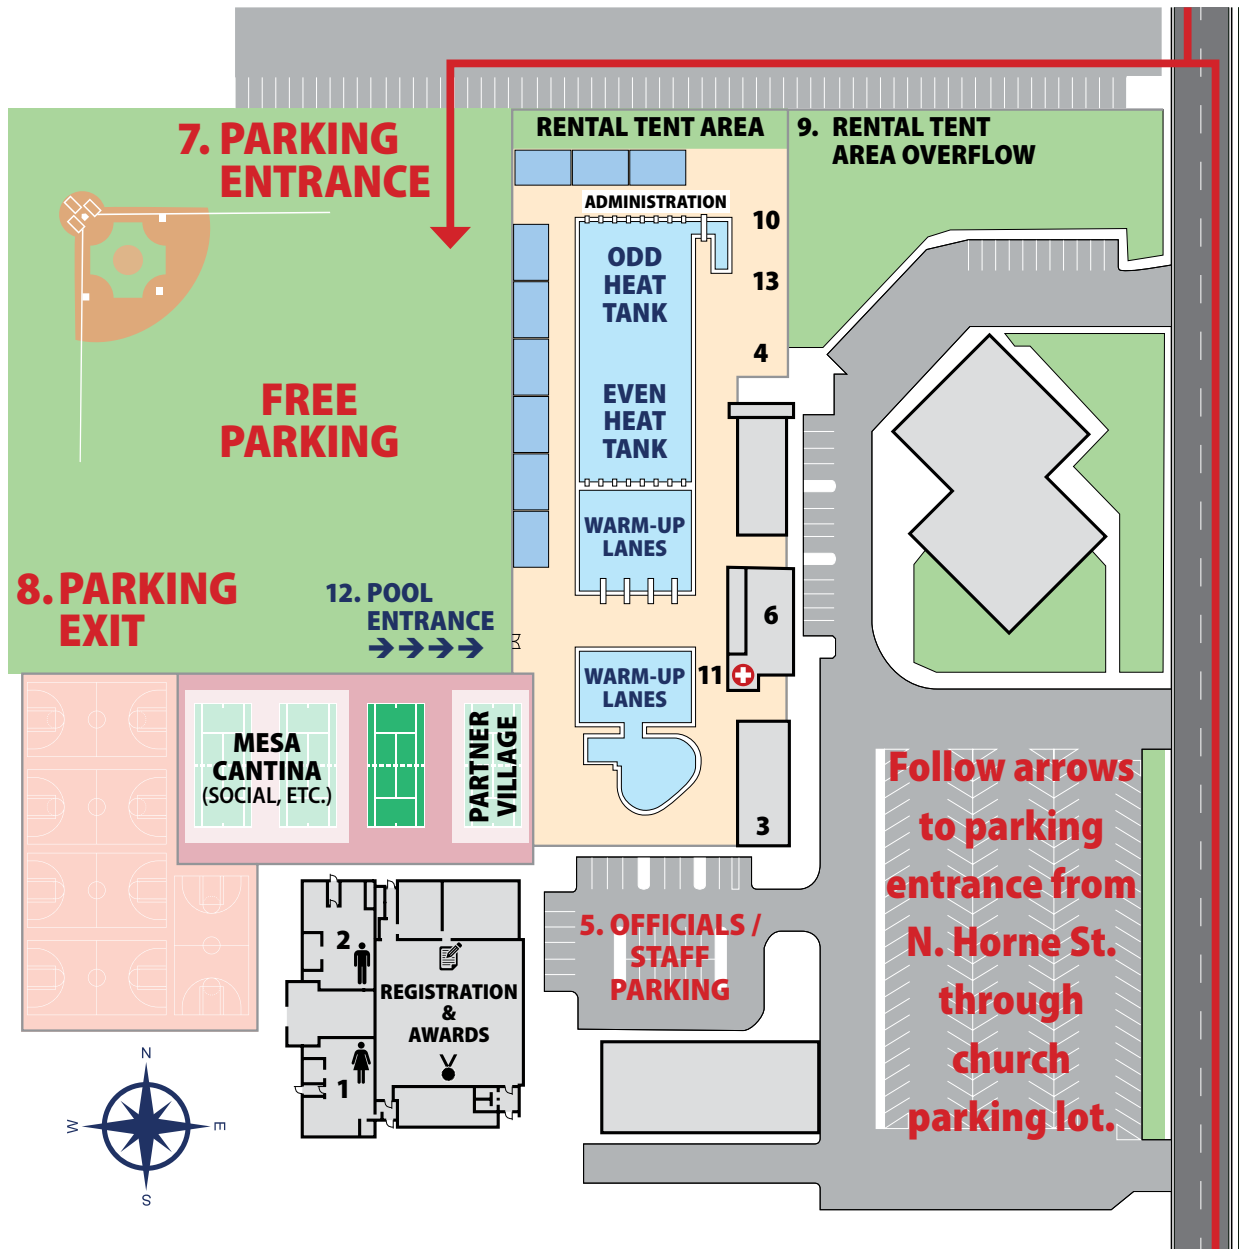 7. PARKING
ENTRANCE
RENTAL TENT AREA
9. RENTAL TENT
AREA OVERFLOW
ADMINISTRATION
10
ODD
HEAT
TANK
13
4
EVEN
HEAT
TANK
FREE
PARKING
WARM-UP
LANES
8. PARKING
EXIT
12. POOL
ENTRANCE
6
WARM-UP
LANES
11
MESA
CANTINA
(SOCIAL, ETC.)
PARTNER
VILLAGE
3
Follow arrows
to parking
entrance from
N. Horne St.
through
church
parking lot.
5. OFFICIALS /
STAFF
PARKING
2
REGISTRATION
&
AWARDS
1
N
W
E
S